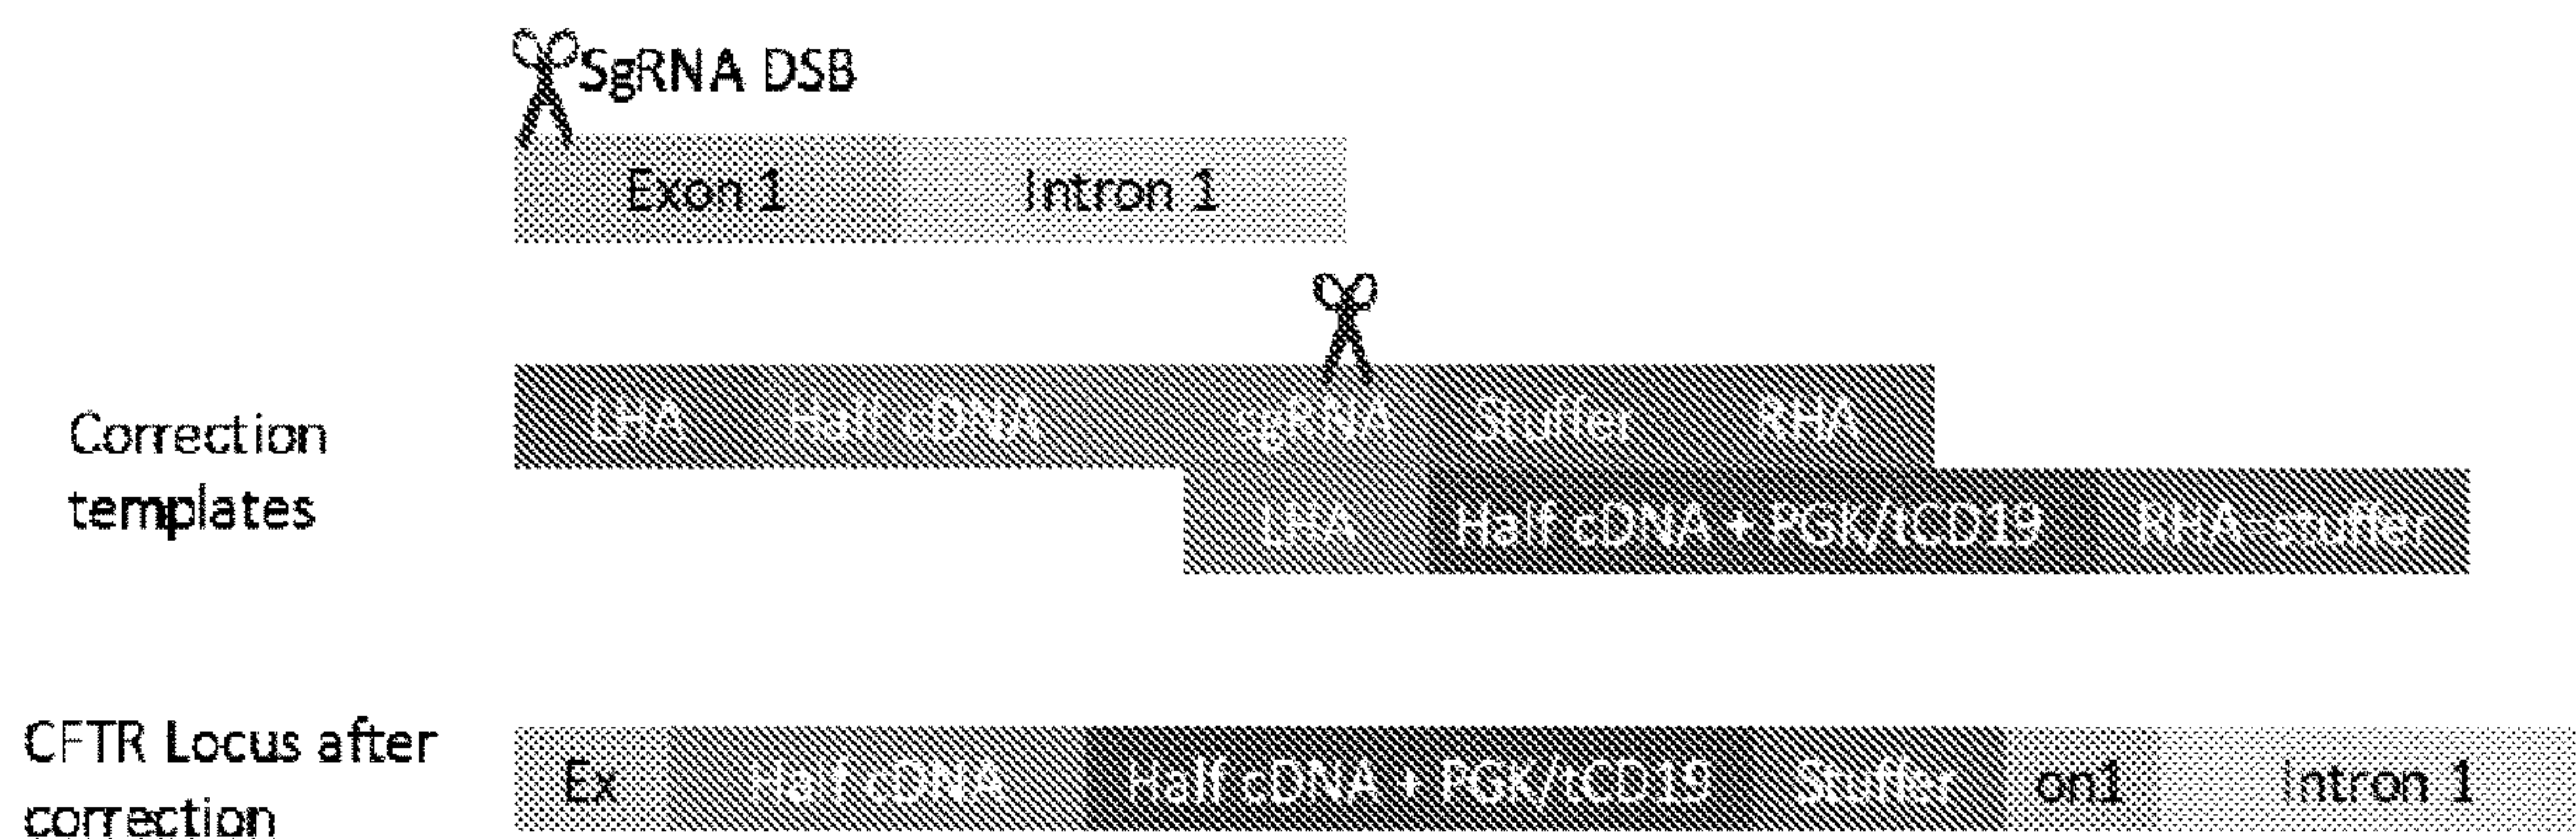 SgRNA DSB
Exon 1 Intron 1
Correction
templates
LHA Half cDNA sgRNA Stuffer RHA
LHA Half cDNA + PGK/tCD19 RHA=stuffer
CFTR Locus after
correction
Ex Half cDNA Half cDNA + PGK/tCD19 Stuffer on1 Intron 1